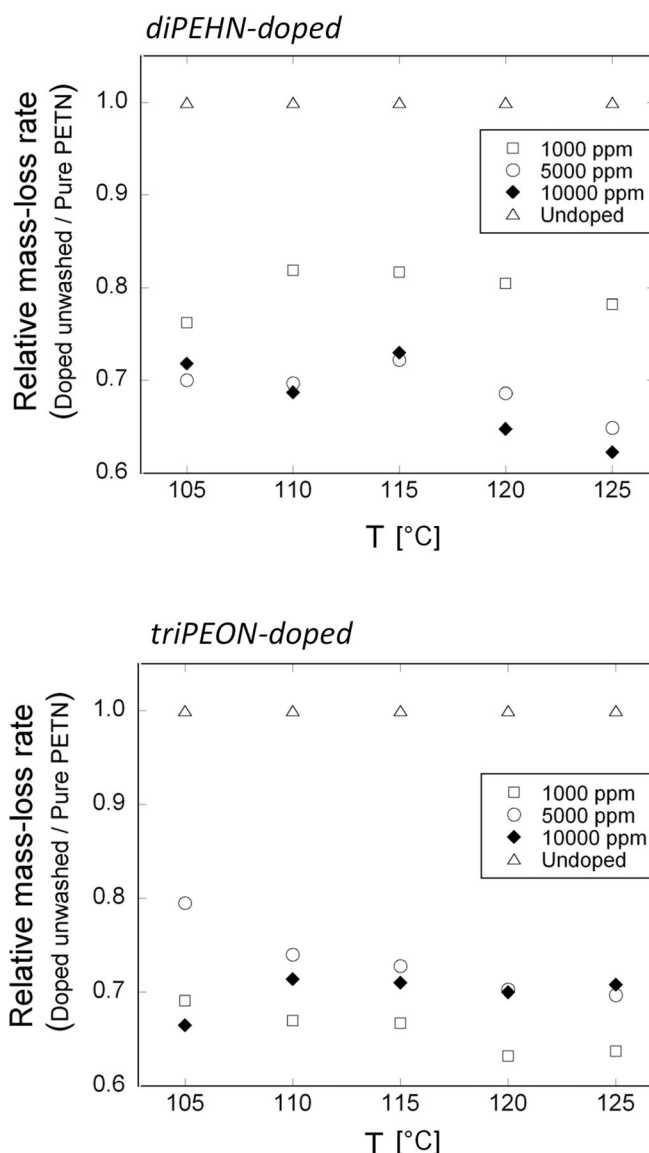 diPEHN-doped
Relative mass-loss rate
(Doped unwashed / Pure PETN)
1.0
0.9
0.8
0.7
0.6
1000 ppm
5000 ppm
10000 ppm
Undoped
105 110 115 120 125
T [°C]
triPEON-doped
Relative mass-loss rate
(Doped unwashed / Pure PETN)
1.0
0.9
0.8
0.7
0.6
1000 ppm
5000 ppm
10000 ppm
Undoped
105 110 115 120 125
T [°C]